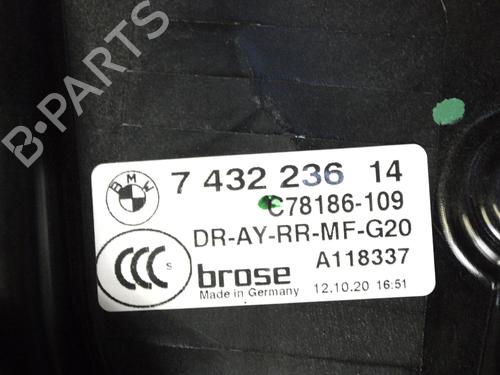 B-PARTS
BMW
7 432 236 14
C78186-109
DR-AY-RR-MF-G20
CCC S
brose
A118337
Made in Germany
12.10.20 16:51